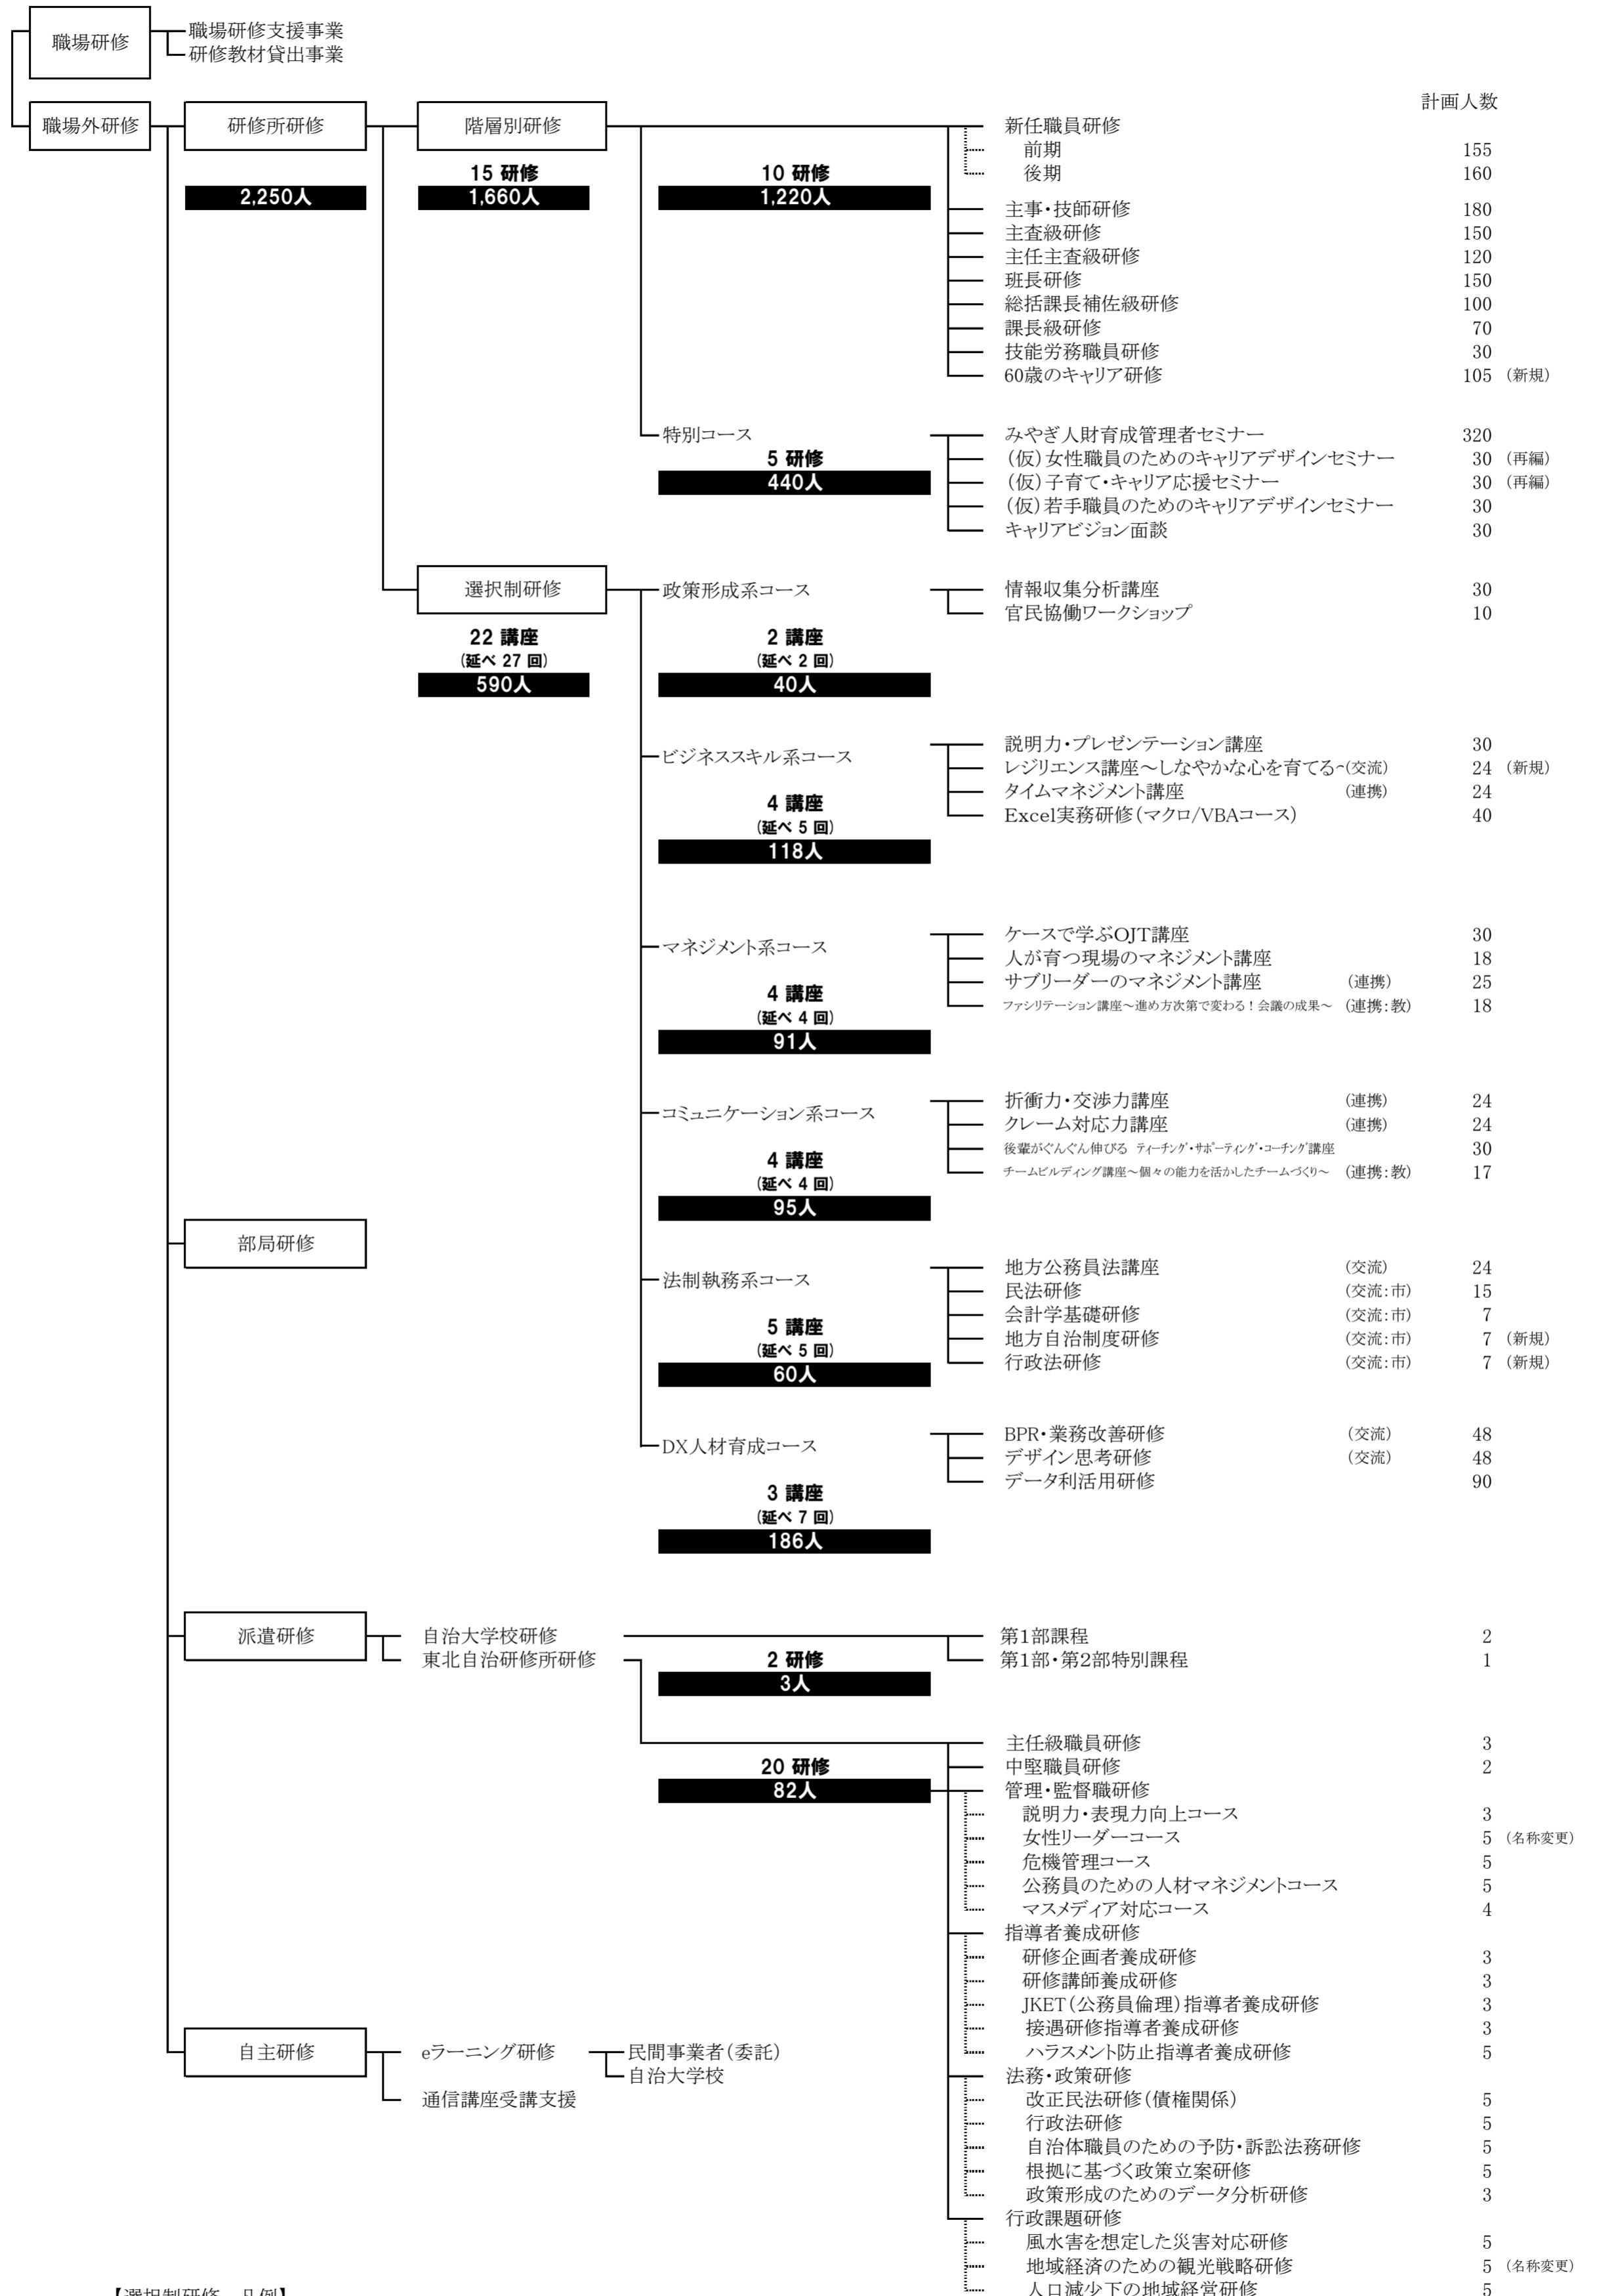 職場研修
職場研修支援事業
研修教材貸出事業
計画人数
職場外研修
研修所研修
2,250人
階層別研修
15 研修
1,660人
10 研修
1,220人
新任職員研修
前期 155
後期 160
主事・技師研修 180
主査級研修 150
主任主査級研修 120
班長研修 150
総括課長補佐級研修 100
課長級研修 70
技能労務職員研修 30
60歳のキャリア研修 105 (新規)
特別コース
5 研修
440人
みやぎ人財育成管理者セミナー 320
(仮)女性職員のためのキャリアデザインセミナー 30 (再編)
(仮)子育て・キャリア応援セミナー 30 (再編)
(仮)若手職員のためのキャリアデザインセミナー 30
キャリアビジョン面談 30
選択制研修
22 講座
(延べ 27 回)
590人
政策形成系コース
2 講座
(延べ 2 回)
40人
情報収集分析講座 30
官民協働ワークショップ 10
ビジネススキル系コース
4 講座
(延べ 5 回)
118人
説明力・プレゼンテーション講座 30
レジリエンス講座~しなやかな心を育てる~(交流) 24 (新規)
タイムマネジメント講座 (連携) 24
Excel実務研修(マクロ/VBAコース) 40
マネジメント系コース
4 講座
(延べ 4 回)
91人
ケースで学ぶOJT講座 30
人が育つ現場のマネジメント講座 18
サブリーダーのマネジメント講座 (連携) 25
ファシリテーション講座~進め方次第で変わる!会議の成果~ (連携:教) 18
コミュニケーション系コース
4 講座
(延べ 4 回)
95人
折衝力・交渉力講座 (連携) 24
クレーム対応力講座 (連携) 24
後輩がぐんぐん伸びる ティーチング・サポーティング・コーチング講座 30
チームビルディング講座~個々の能力を活かしたチームづくり~ (連携:教) 17
部局研修
法制執務系コース
5 講座
(延べ 5 回)
60人
地方公務員法講座 (交流) 24
民法研修 (交流:市) 15
会計学基礎研修 (交流:市) 7
地方自治制度研修 (交流:市) 7 (新規)
行政法研修 (交流:市) 7 (新規)
DX人材育成コース
3 講座
(延べ 7 回)
186人
BPR・業務改善研修 (交流) 48
デザイン思考研修 (交流) 48
データ利活用研修 90
派遣研修
自治大学校研修
東北自治研修所研修
2 研修
3人
第1部課程 2
第1部・第2部特別課程 1
20 研修
82人
主任級職員研修 3
中堅職員研修 2
管理・監督職研修
説明力・表現力向上コース 3
女性リーダーコース 5 (名称変更)
危機管理コース 5
公務員のための人材マネジメントコース 5
マスメディア対応コース 4
指導者養成研修
研修企画者養成研修 3
研修講師養成研修 3
JKET(公務員倫理)指導者養成研修 3
接遇研修指導者養成研修 3
ハラスメント防止指導者養成研修 5
自主研修
eラーニング研修
民間事業者(委託)
自治大学校
通信講座受講支援
法務・政策研修
改正民法研修(債権関係) 5
行政法研修 5
自治体職員のための予防・訴訟法務研修 5
根拠に基づく政策立案研修 5
政策形成のためのデータ分析研修 3
行政課題研修
風水害を想定した災害対応研修 5
地域経済のための観光戦略研修 5 (名称変更)
人口減少下の地域経営研修 5
【選択制研修 凡例】